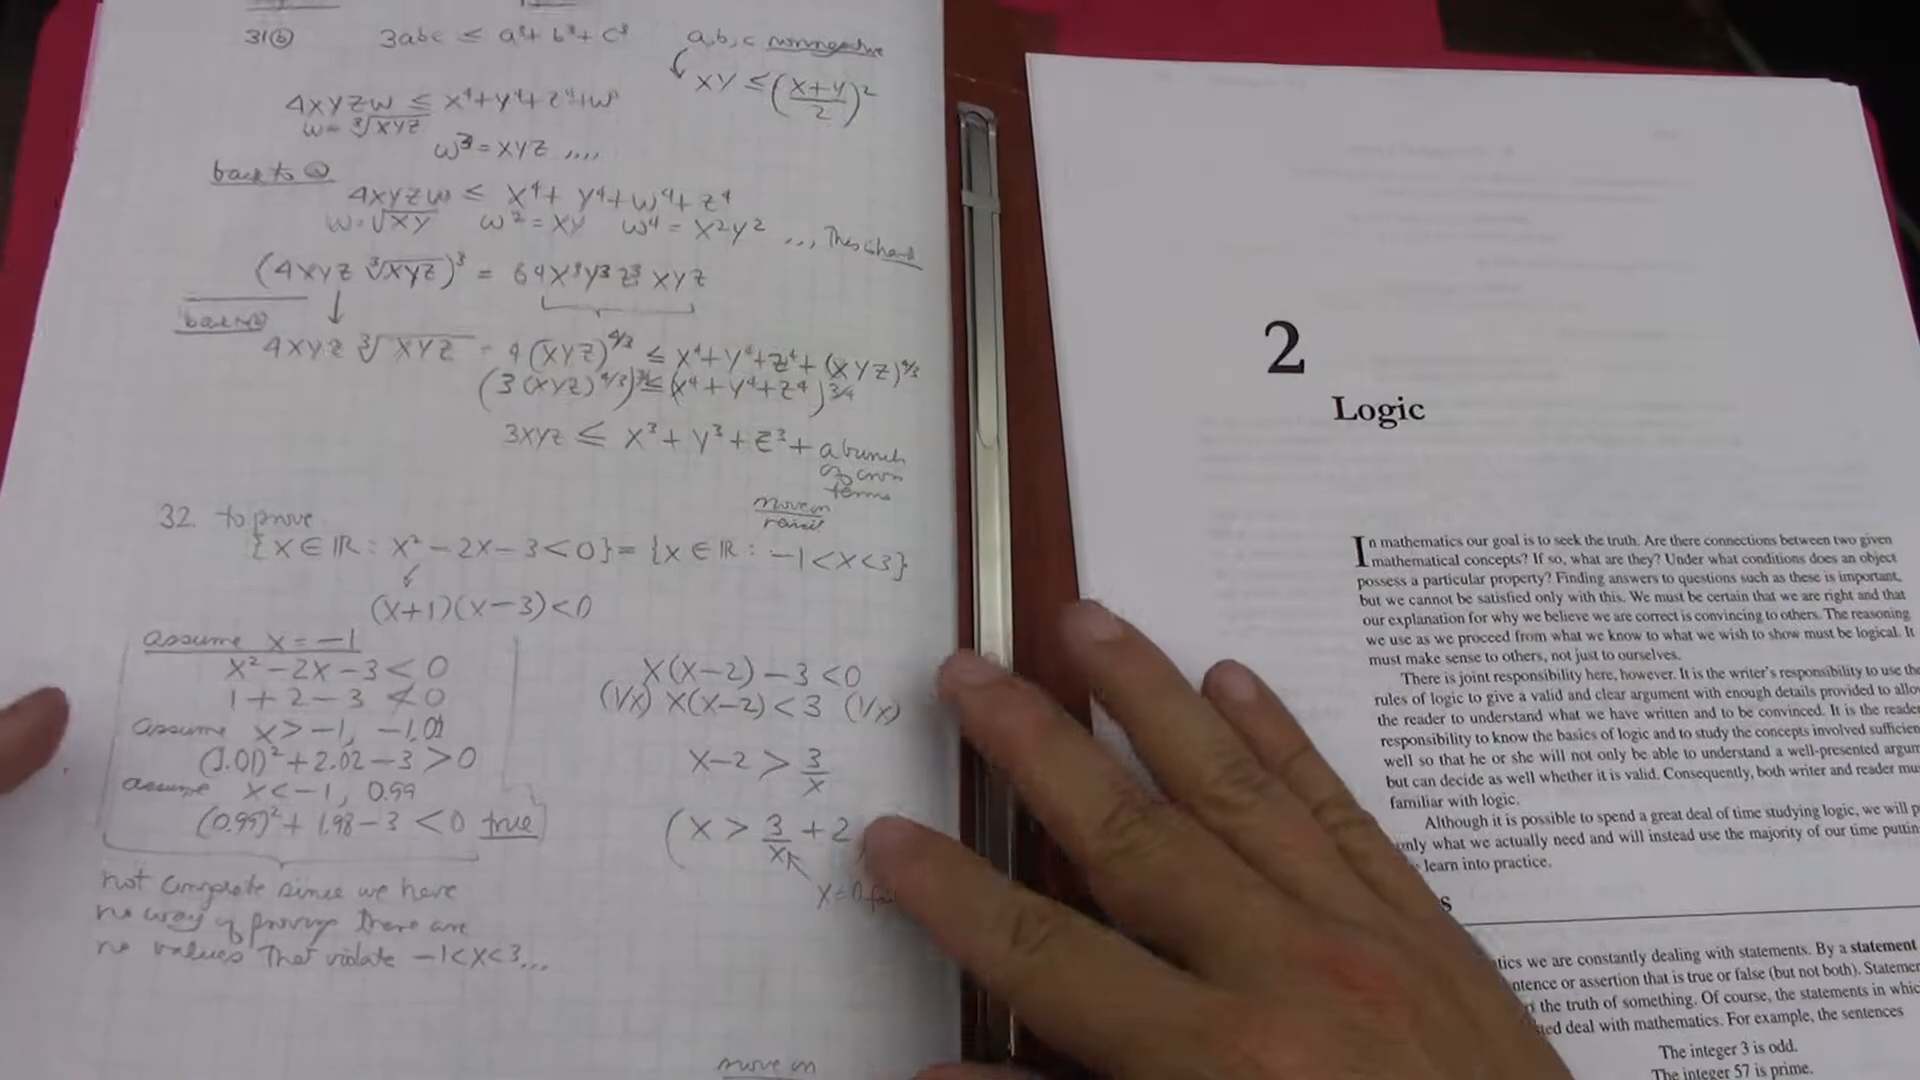 31(b) 3abc ≤ a³ + b³ + c³ a, b, c nonnegative
XY ≤ (X+Y/2)²
4XYZW ≤ X⁴+Y⁴+Z⁴+W⁴
W = ³√XYZ
W³ = XYZ ,,,,
back to
4XYZW ≤ X⁴ + Y⁴ + W⁴ + Z⁴
W=√XY W² = XY W⁴ = X²Y² ..., This
(4XYZ ³√XYZ)³ = 64X³Y³Z³ XYZ
4XYZ ³√XYZ = 4(XYZ)^4/3 ≤ X⁴+Y⁴+Z⁴+(XYZ)^4/3
(3(XYZ)^4/3)^3/4 ≤ (X⁴+Y⁴+Z⁴)^3/4
3XYZ ≤ X³ + Y³ + Z³ + a bunch
of cross
terms
move on
32. to prove
{X ∈ ℝ : X² − 2X − 3 < 0} = {X ∈ ℝ : −1 < X < 3}
(X+1)(X−3) < 0
assume X = −1
X² − 2X − 3 < 0
1 + 2 − 3 ≮ 0
assume X > −1, −1.01
(1.01)² + 2.02 − 3 > 0
assume X < −1, 0.99
(0.99)² + 1.98 − 3 < 0 true
not complete since we have
no way of proving there are
no values that violate −1 < X < 3...
X(X−2) − 3 < 0
(1/X) X(X−2) < 3 (1/X)
X−2 > 3/X
(X > 3/X + 2
X=0
move on
2
Logic
In mathematics our goal is to seek the truth. Are there connections between two given
mathematical concepts? If so, what are they? Under what conditions does an object
possess a particular property? Finding answers to questions such as these is important,
but we cannot be satisfied only with this. We must be certain that we are right and that
our explanation for why we believe we are correct is convincing to others. The reasoning
we use as we proceed from what we know to what we wish to show must be logical. It
must make sense to others, not just to ourselves.
There is joint responsibility here, however. It is the writer's responsibility to use the
rules of logic to give a valid and clear argument with enough details provided to allow
the reader to understand what we have written and to be convinced. It is the reade
responsibility to know the basics of logic and to study the concepts involved sufficien
well so that he or she will not only be able to understand a well-presented argum
but can decide as well whether it is valid. Consequently, both writer and reader mus
familiar with logic.
Although it is possible to spend a great deal of time studying logic, we will p
only what we actually need and will instead use the majority of our time puttin
learn into practice.
s
tics we are constantly dealing with statements. By a statement
ntence or assertion that is true or false (but not both). Statemen
the truth of something. Of course, the statements in whic
sted deal with mathematics. For example, the sentences
The integer 3 is odd.
The integer 57 is prime.